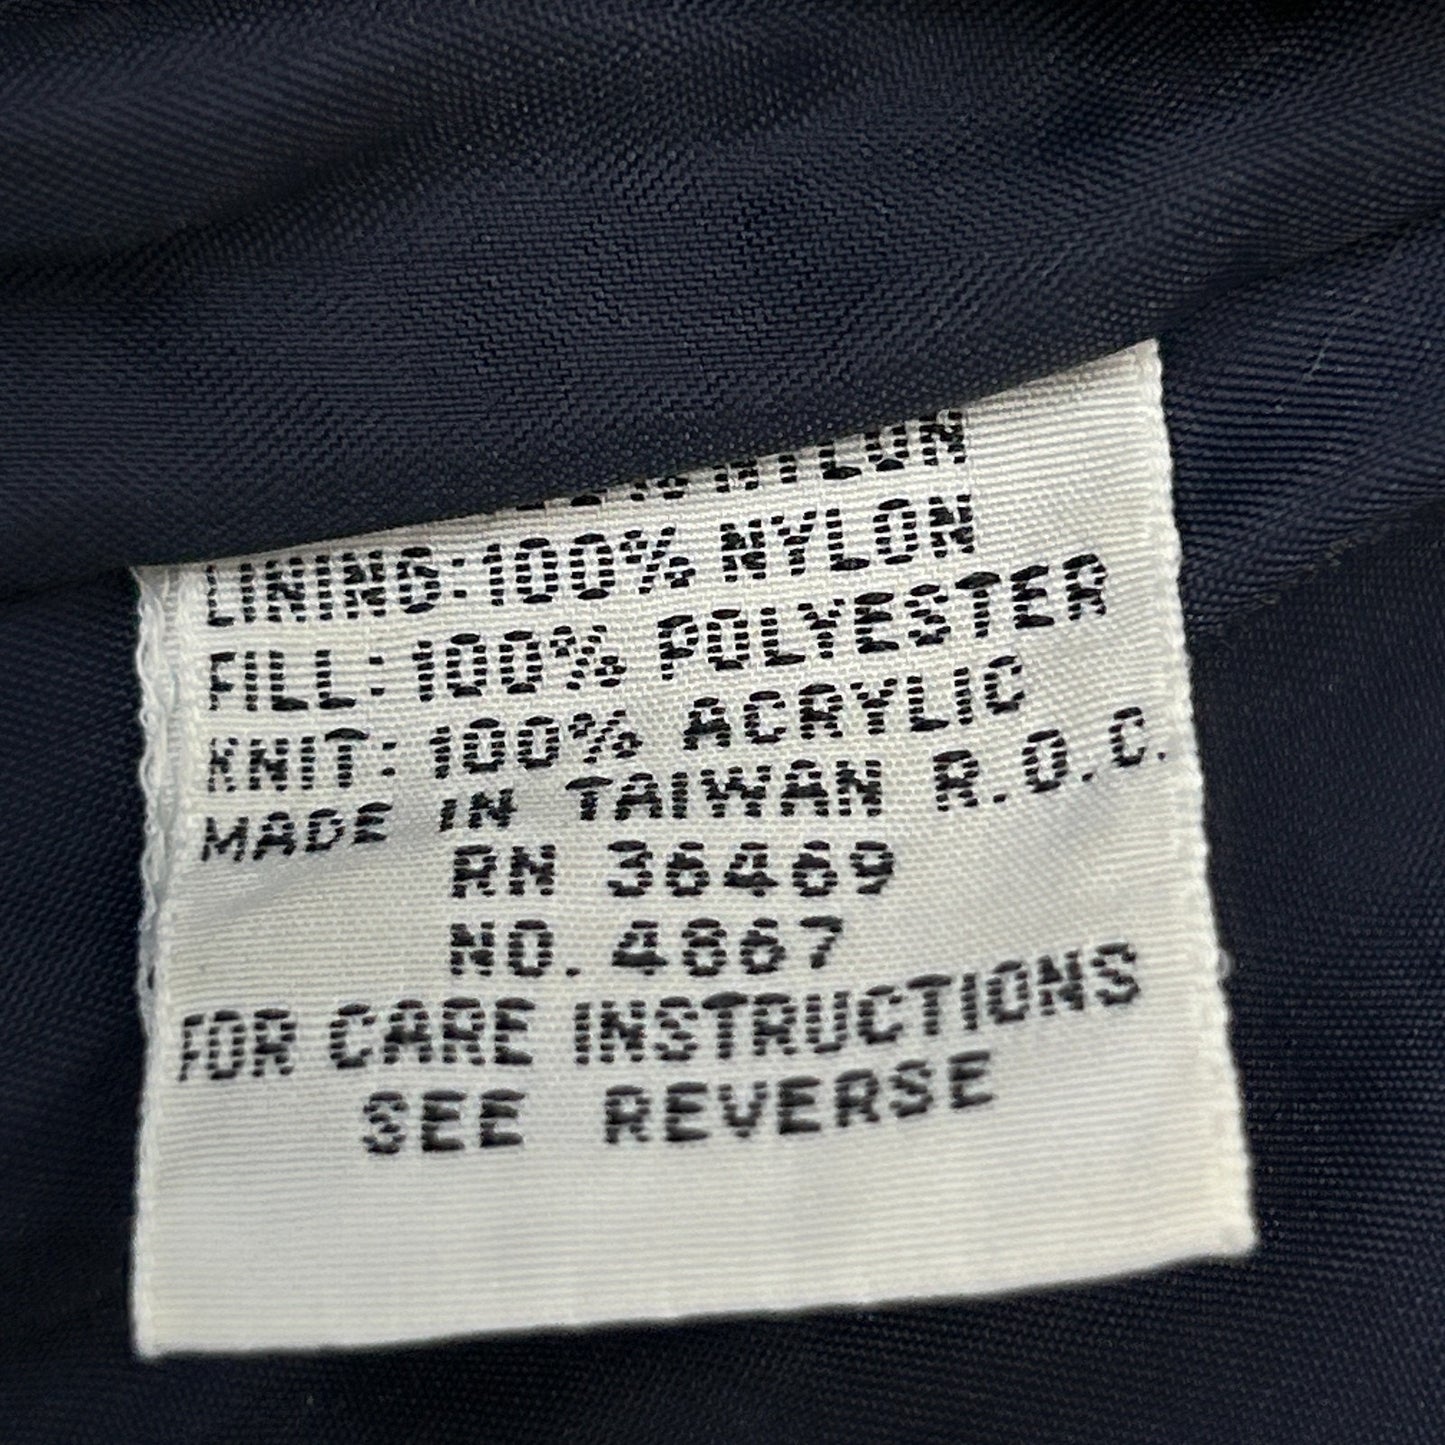 NYLON
LINING: 100% NYLON
FILL: 100% POLYESTER
KNIT: 100% ACRYLIC
MADE IN TAIWAN R.O.C.
RN 36469
NO. 4867
FOR CARE INSTRUCTIONS
SEE REVERSE